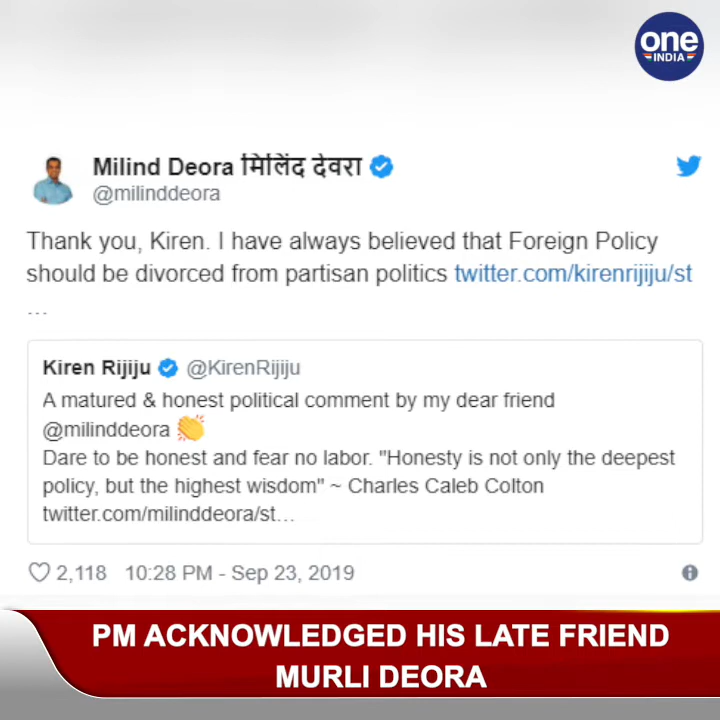 one
INDIA
Milind Deora मिलिंद देवरा
@milinddeora
Thank you, Kiren. I have always believed that Foreign Policy
should be divorced from partisan politics twitter.com/kirenrijiju/st
…
Kiren Rijiju @KirenRijiju
A matured & honest political comment by my dear friend
@milinddeora 👏
Dare to be honest and fear no labor. "Honesty is not only the deepest
policy, but the highest wisdom" ~ Charles Caleb Colton
twitter.com/milinddeora/st…
2,118 10:28 PM - Sep 23, 2019
PM ACKNOWLEDGED HIS LATE FRIEND
MURLI DEORA